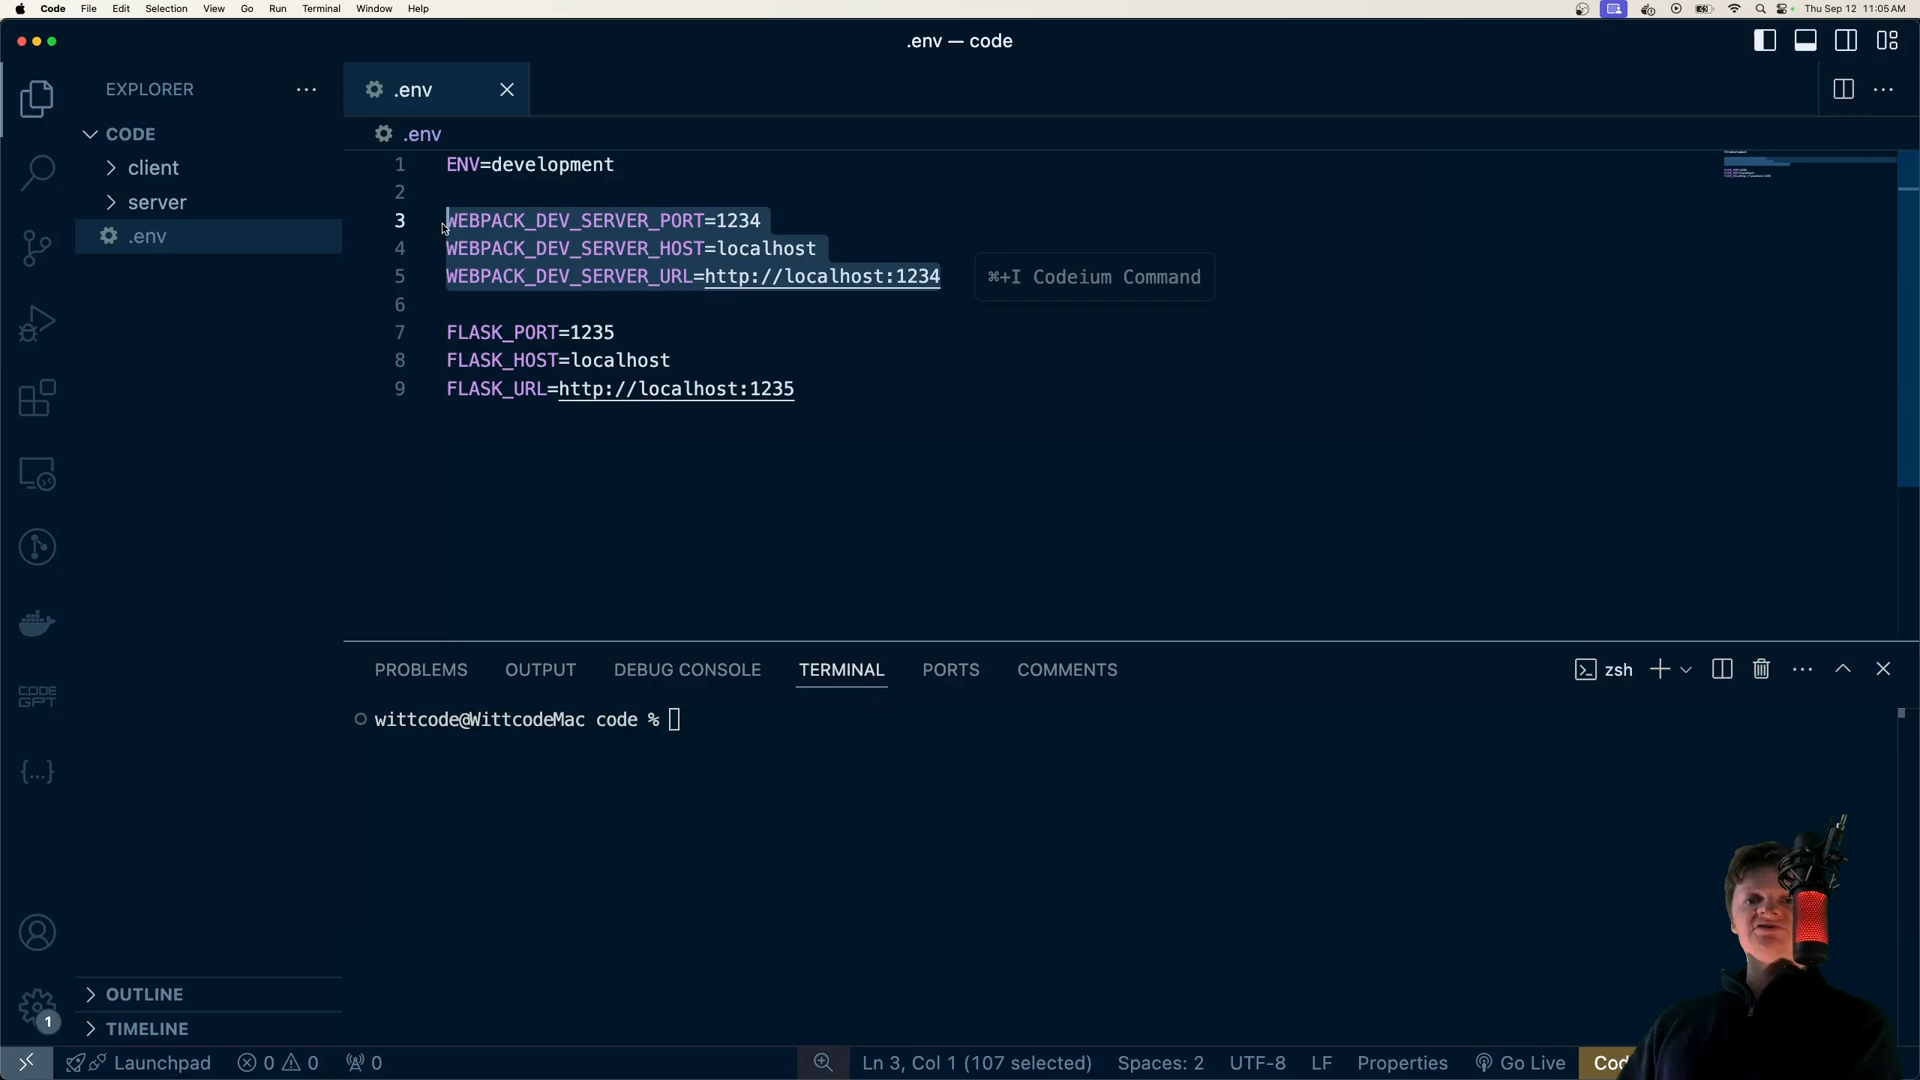 Code File Edit Selection View Go Run Terminal Window Help Thu Sep 12 11:05 AM
.env — code
EXPLORER
.env
CODE
.env
client
server
.env
1 ENV=development
2
3 WEBPACK_DEV_SERVER_PORT=1234
4 WEBPACK_DEV_SERVER_HOST=localhost
5 WEBPACK_DEV_SERVER_URL=http://localhost:1234
⌘+I Codeium Command
6
7 FLASK_PORT=1235
8 FLASK_HOST=localhost
9 FLASK_URL=http://localhost:1235
PROBLEMS OUTPUT DEBUG CONSOLE TERMINAL PORTS COMMENTS zsh
wittcode@WittcodeMac code %
CODE
GPT
{...}
OUTLINE
TIMELINE
1
Launchpad 0 0 0 Ln 3, Col 1 (107 selected) Spaces: 2 UTF-8 LF Properties Go Live